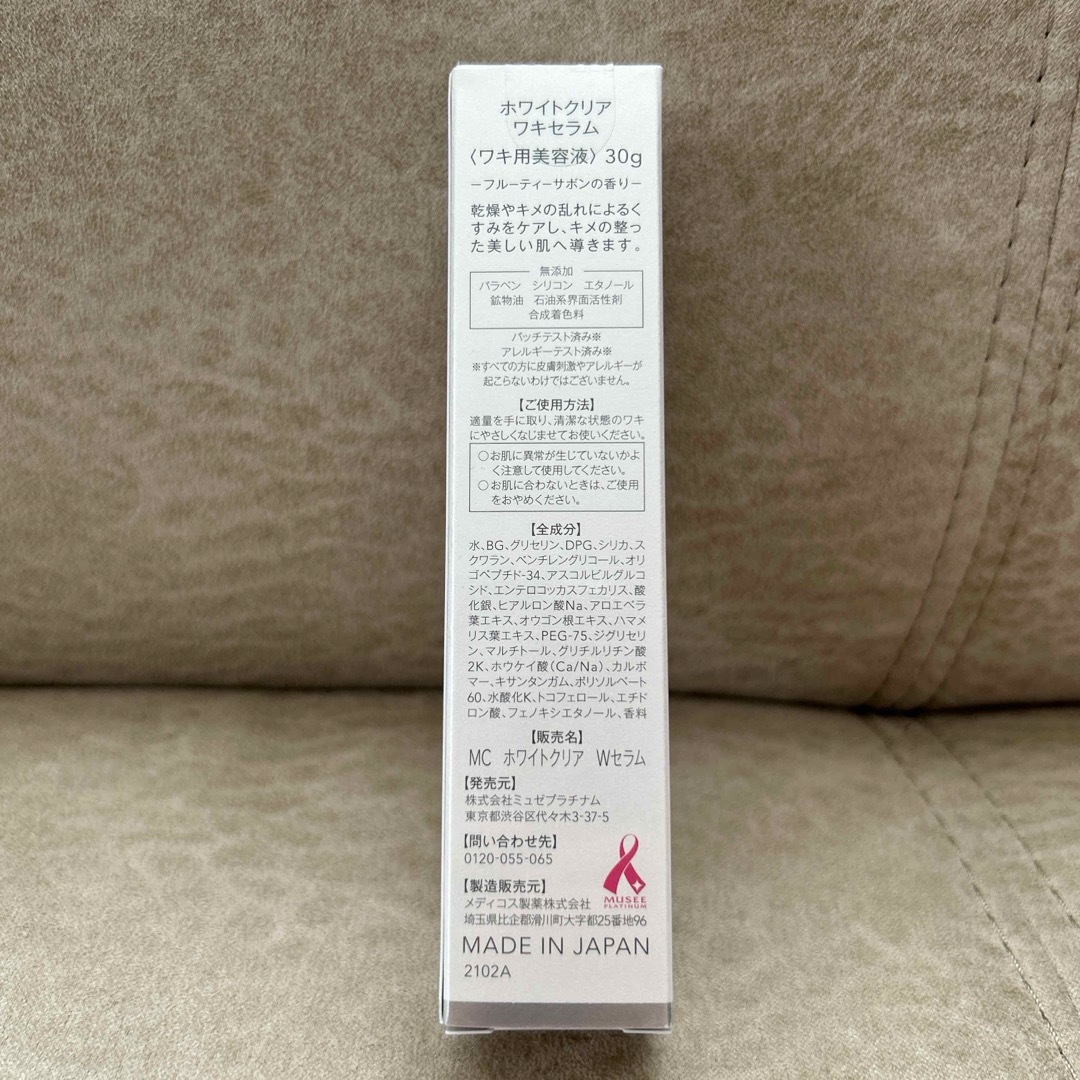 ホワイトクリア
ワキセラム
〈ワキ用美容液〉30g
―フルーティーサボンの香り―
乾燥やキメの乱れによるく
すみをケアし、キメの整っ
た美しい肌へ導きます。
無添加
パラベン シリコン エタノール
鉱物油 石油系界面活性剤
合成着色料
パッチテスト済み※
アレルギーテスト済み※
※すべての方に皮膚刺激やアレルギーが
起こらないわけではございません。
【ご使用方法】
適量を手に取り、清潔な状態のワキ
にやさしくなじませてお使いください。
○お肌に異常が生じていないかよ
く注意して使用してください。
○お肌に合わないときは、ご使用
をおやめください。
【全成分】
水、BG、グリセリン、DPG、シリカ、ス
クワラン、ペンチレングリコール、オリ
ゴペプチド-34、アスコルビルグルコ
シド、エンテロコッカスフェカリス、酸
化銀、ヒアルロン酸Na、アロエベラ
葉エキス、オウゴン根エキス、ハマメ
リス葉エキス、PEG-75、ジグリセリ
ン、マルチトール、グリチルリチン酸
2K、ホウケイ酸(Ca/Na)、カルボ
マー、キサンタンガム、ポリソルベート
60、水酸化K、トコフェロール、エチド
ロン酸、フェノキシエタノール、香料
【販売名】
MC ホワイトクリア Wセラム
【発売元】
株式会社ミュゼプラチナム
東京都渋谷区代々木3-37-5
【問い合わせ先】
0120-055-065
【製造販売元】
メディコス製薬株式会社
埼玉県比企郡滑川町大字都25番地96
MUSEE
PLATINUM
MADE IN JAPAN
2102A